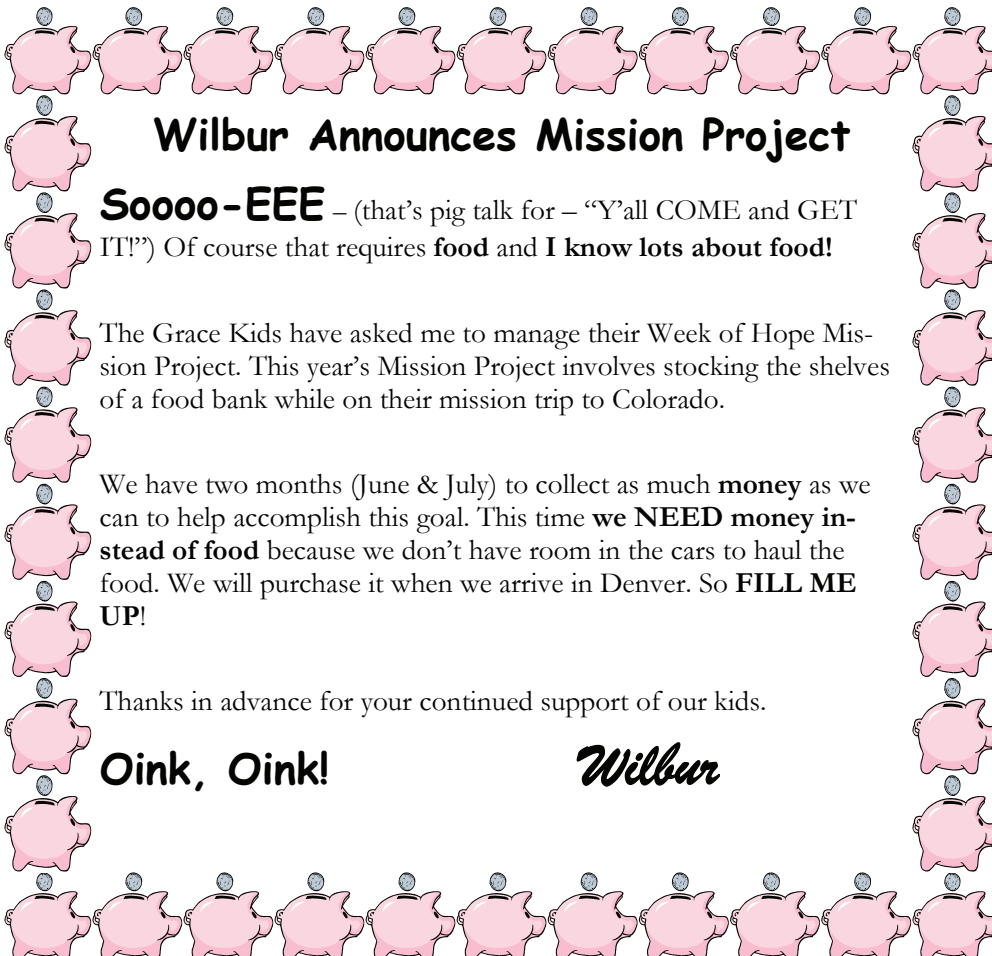 Wilbur Announces Mission Project
Soooo-EEE – (that’s pig talk for – “Y’all COME and GET
IT!”) Of course that requires food and I know lots about food!
The Grace Kids have asked me to manage their Week of Hope Mis-
sion Project. This year’s Mission Project involves stocking the shelves
of a food bank while on their mission trip to Colorado.
We have two months (June & July) to collect as much money as we
can to help accomplish this goal. This time we NEED money in-
stead of food because we don’t have room in the cars to haul the
food. We will purchase it when we arrive in Denver. So FILL ME
UP!
Thanks in advance for your continued support of our kids.
Oink, Oink! Wilbur